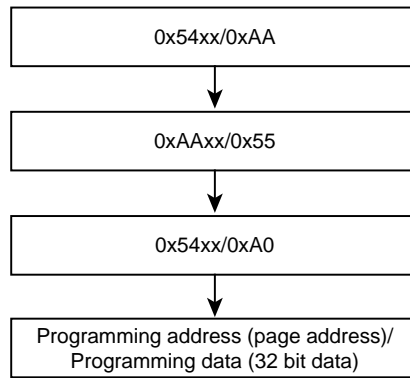 0x54xx/0xAA
0xAAxx/0x55
0x54xx/0xA0
Programming address (page address)/
Programming data (32 bit data)